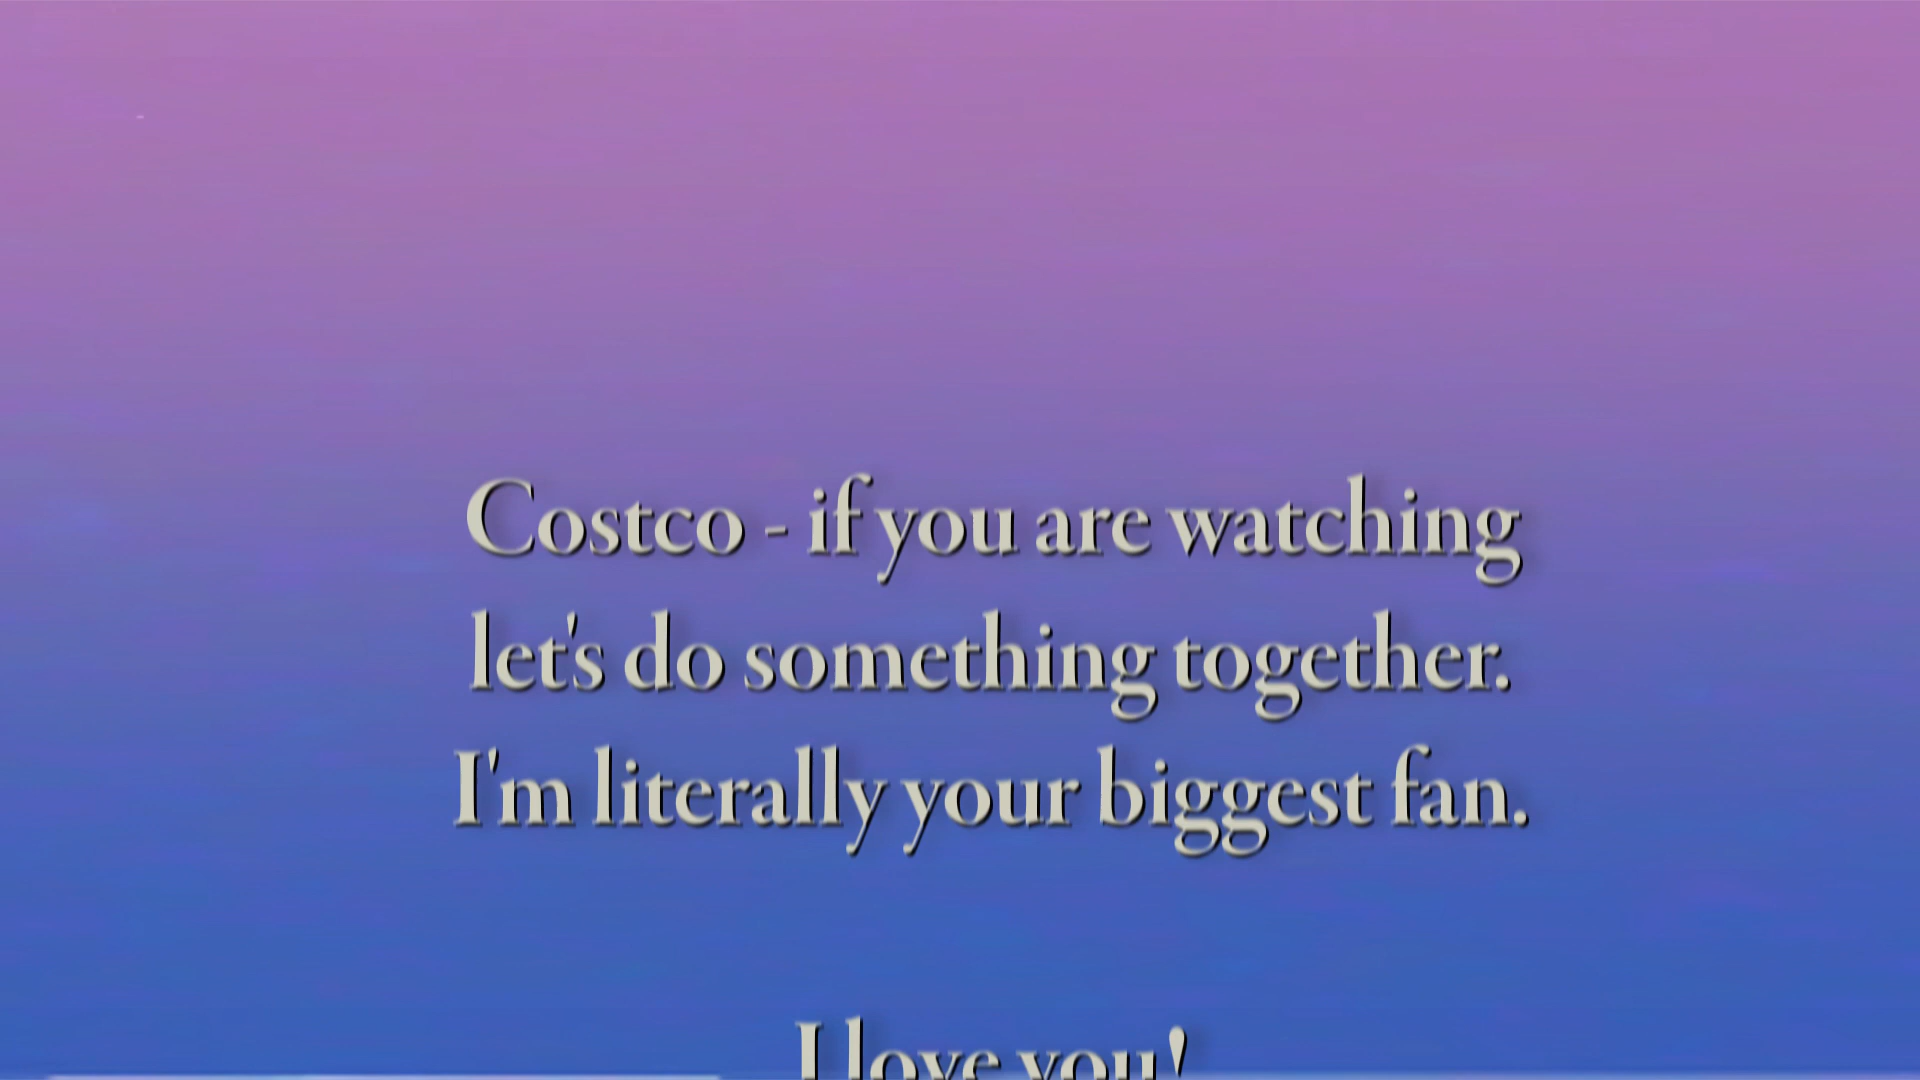 Costco - if you are watching
let's do something together.
I'm literally your biggest fan.
I love you!